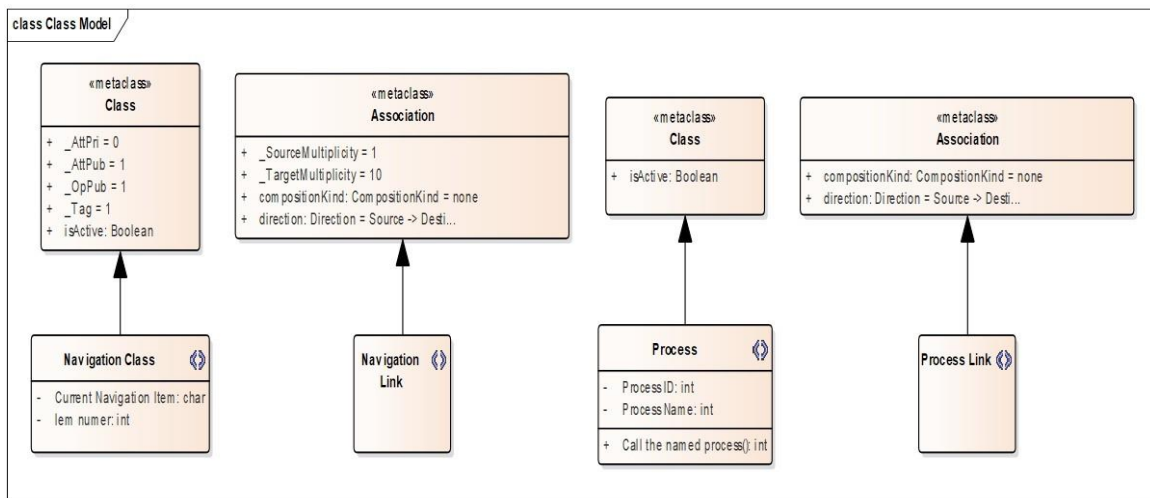 class Class Model
«metaclass»
Class
+ _AttPri = 0
+ _AttPub = 1
+ _OpPub = 1
+ _Tag = 1
+ isActive: Boolean
Navigation Class
- Current Navigation Item: char
- Iem numer: int
«metaclass»
Association
+ _SourceMultiplicity = 1
+ _TargetMultiplicity = 10
+ compositionKind: CompositionKind = none
+ direction: Direction = Source -> Desti...
Navigation
Link
«metaclass»
Class
+ isActive: Boolean
Process
- ProcessID: int
- ProcessName: int
+ Call the named process(): int
«metaclass»
Association
+ compositionKind: CompositionKind = none
+ direction: Direction = Source -> Desti...
Process Link